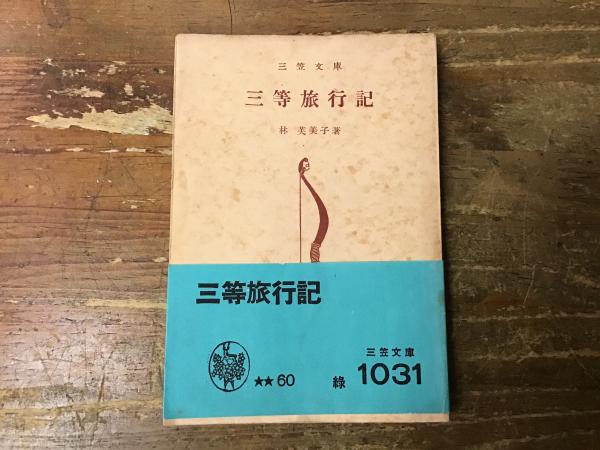 三笠文庫
三等旅行記
林 芙美子著
三等旅行記
三笠文庫
★★60 綠 1031